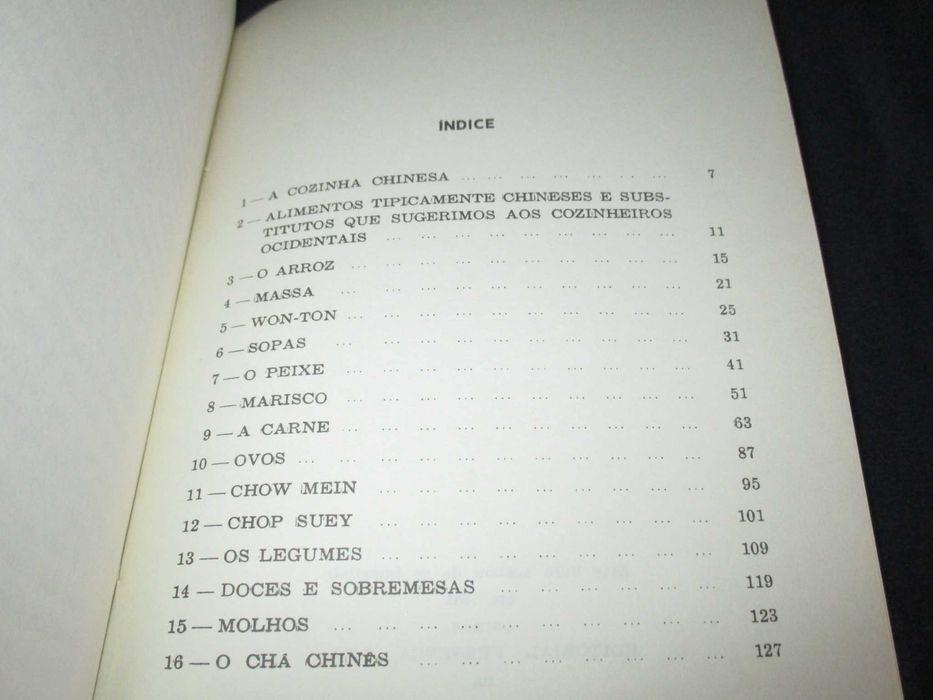 ÍNDICE
1 — A COZINHA CHINESA ... ... ... ... . . ... 7
2 — ALIMENTOS TIPICAMENTE CHINESES E SUBS-
TITUTOS QUE SUGERIMOS AOS COZINHEIROS
OCIDENTAIS ... ... ... ... ... ... ... ... 11
3 — O ARROZ ... ... ... ... ... ... ... ... ... 15
4 — MASSA ... ... ... ... ... ... ... ... ... 21
5 — WON-TON ... ... ... ... ... ... ... ... ... 25
6 — SOPAS ... ... ... ... ... ... ... ... ... 31
7 — O PEIXE ... ... ... ... ... ... ... ... ... 41
8 — MARISCO ... ... ... ... ... ... ... ... ... 51
9 — A CARNE ... ... ... ... ... ... ... ... ... ... 63
10 — OVOS ... ... ... ... ... ... ... ... ... ... ... 87
11 — CHOW MEIN ... ... ... ... ... ... ... ... ... 95
12 — CHOP SUEY ... ... ... ... ... ... ... ... ... 101
13 — OS LEGUMES ... ... ... ... ... ... ... ... ... 109
14 — DOCES E SOBREMESAS ... ... ... ... ... ... 119
15 — MOLHOS ... ... ... ... ... ... ... ... ... ... 123
16 — O CHÁ CHINÊS ... ... ... ... ... ... ... ... 127